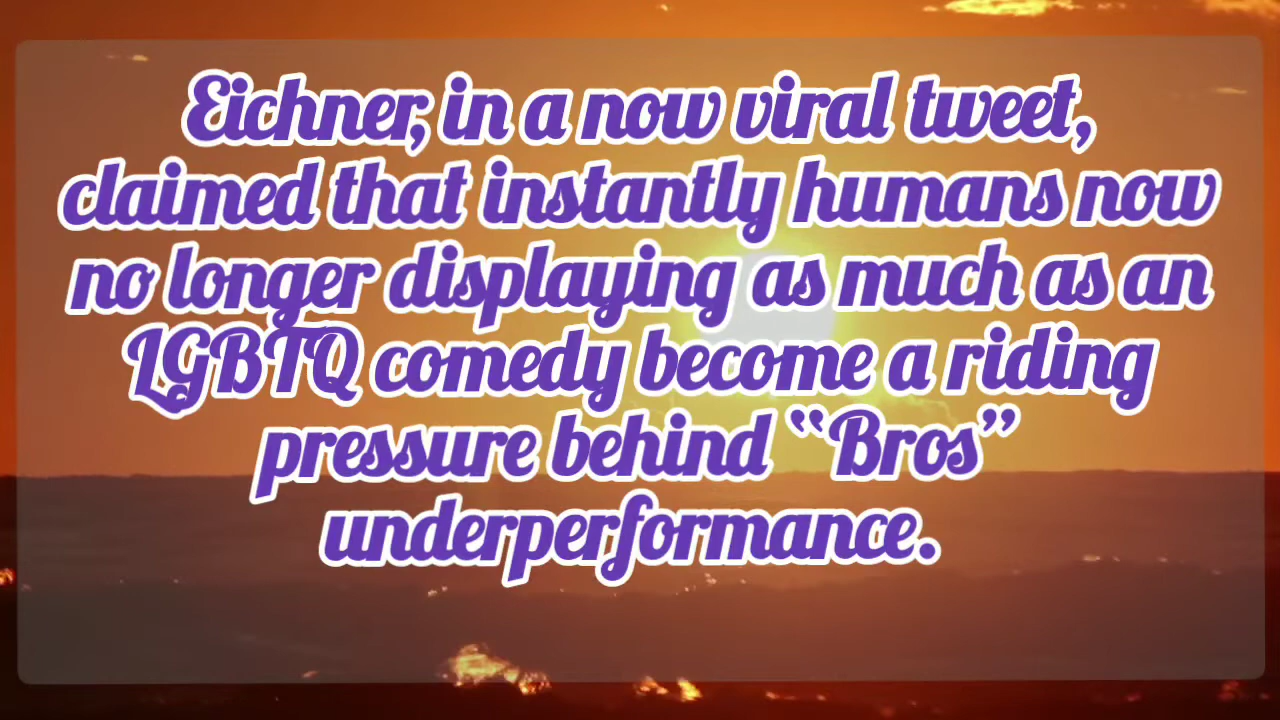 Eichner, in a now viral tweet,
claimed that instantly humans now
no longer displaying as much as an
LGBTQ comedy become a riding
pressure behind “Bros”
underperformance.